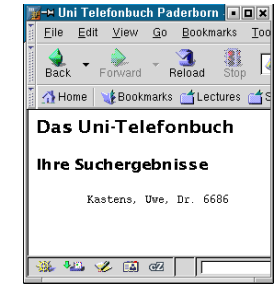 Uni Telefonbuch Paderborn
File Edit View Go Bookmarks Too
Back Forward Reload Stop
Home Bookmarks Lectures S
Das Uni-Telefonbuch
Ihre Suchergebnisse
Kastens, Uwe, Dr. 6686